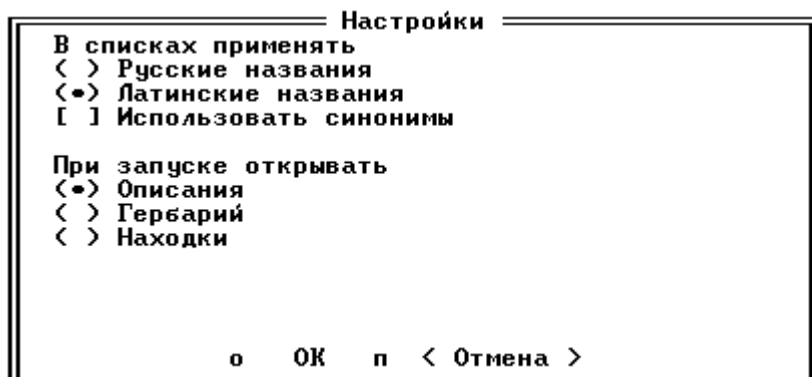 Настройки
В списках применять
( ) Русские названия
(•) Латинские названия
[ ] Использовать синонимы
При запуске открывать
(•) Описания
( ) Гербарий
( ) Находки
о ОК п < Отмена >